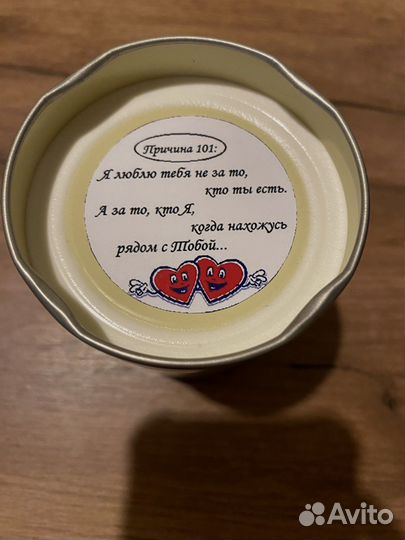 Причина 101:
Я люблю тебя не за то,
кто ты есть.
А за то, кто Я,
когда нахожусь
рядом с Тобой...
Avito